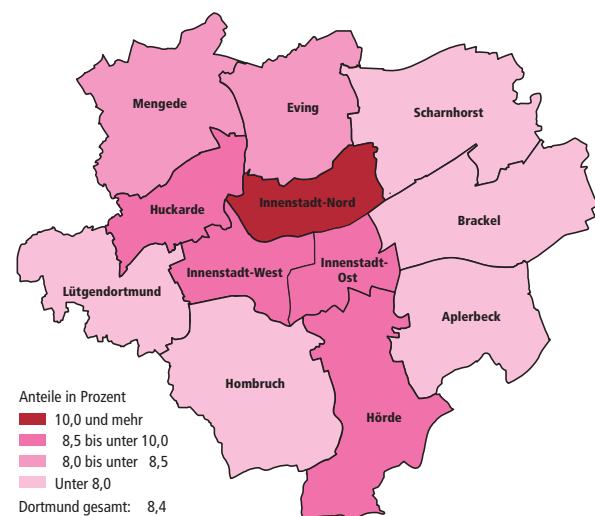 Mengede
Eving
Scharnhorst
Innenstadt-Nord
Huckarde
Brackel
Innenstadt-West
Innenstadt-
Ost
Lütgendortmund
Aplerbeck
Hombruch
Hörde
Anteile in Prozent
10,0 und mehr
8,5 bis unter 10,0
8,0 bis unter 8,5
Unter 8,0
Dortmund gesamt: 8,4